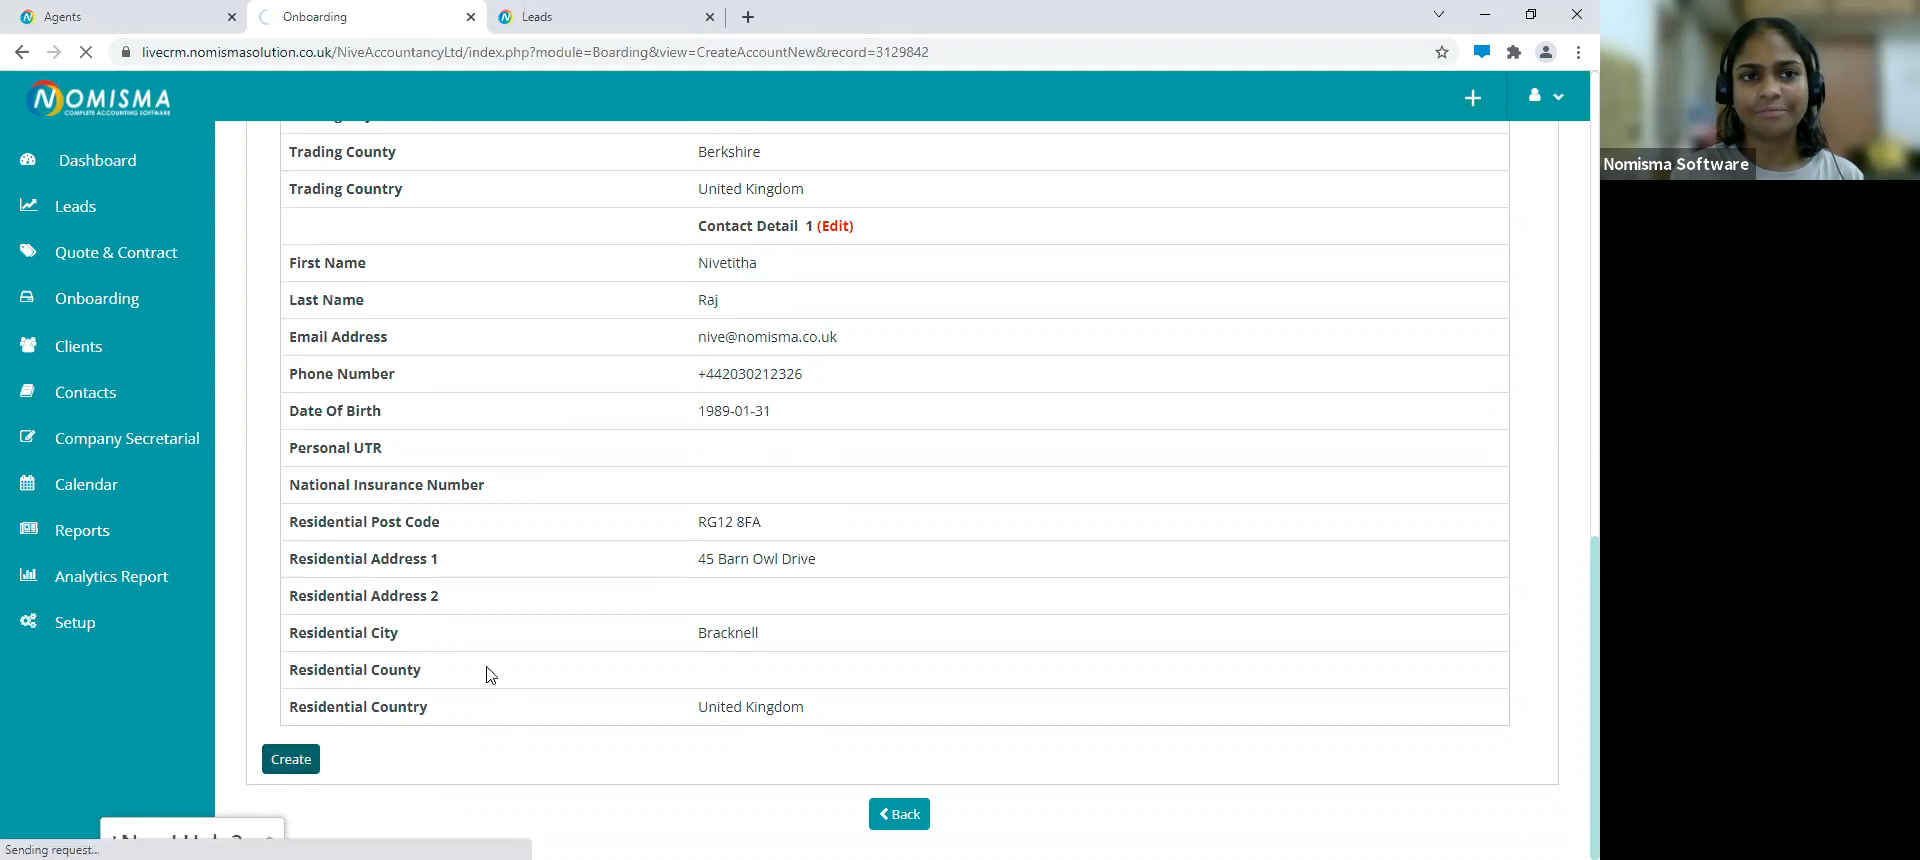 Agents
Onboarding
Leads
livecrm.nomismasolution.co.uk/NiveAccountancyLtd/index.php?module=Boarding&view=CreateAccountNew&record=3129842
NOMISMA
COMPLETE ACCOUNTING SOFTWARE
Dashboard
Leads
Quote & Contract
Onboarding
Clients
Contacts
Company Secretarial
Calendar
Reports
Analytics Report
Setup
Trading County Berkshire
Trading Country United Kingdom
Contact Detail 1 (Edit)
First Name Nivetitha
Last Name Raj
Email Address nive@nomisma.co.uk
Phone Number +442030212326
Date Of Birth 1989-01-31
Personal UTR
National Insurance Number
Residential Post Code RG12 8FA
Residential Address 1 45 Barn Owl Drive
Residential Address 2
Residential City Bracknell
Residential County
Residential Country United Kingdom
Create
Back
Sending request...
Nomisma Software